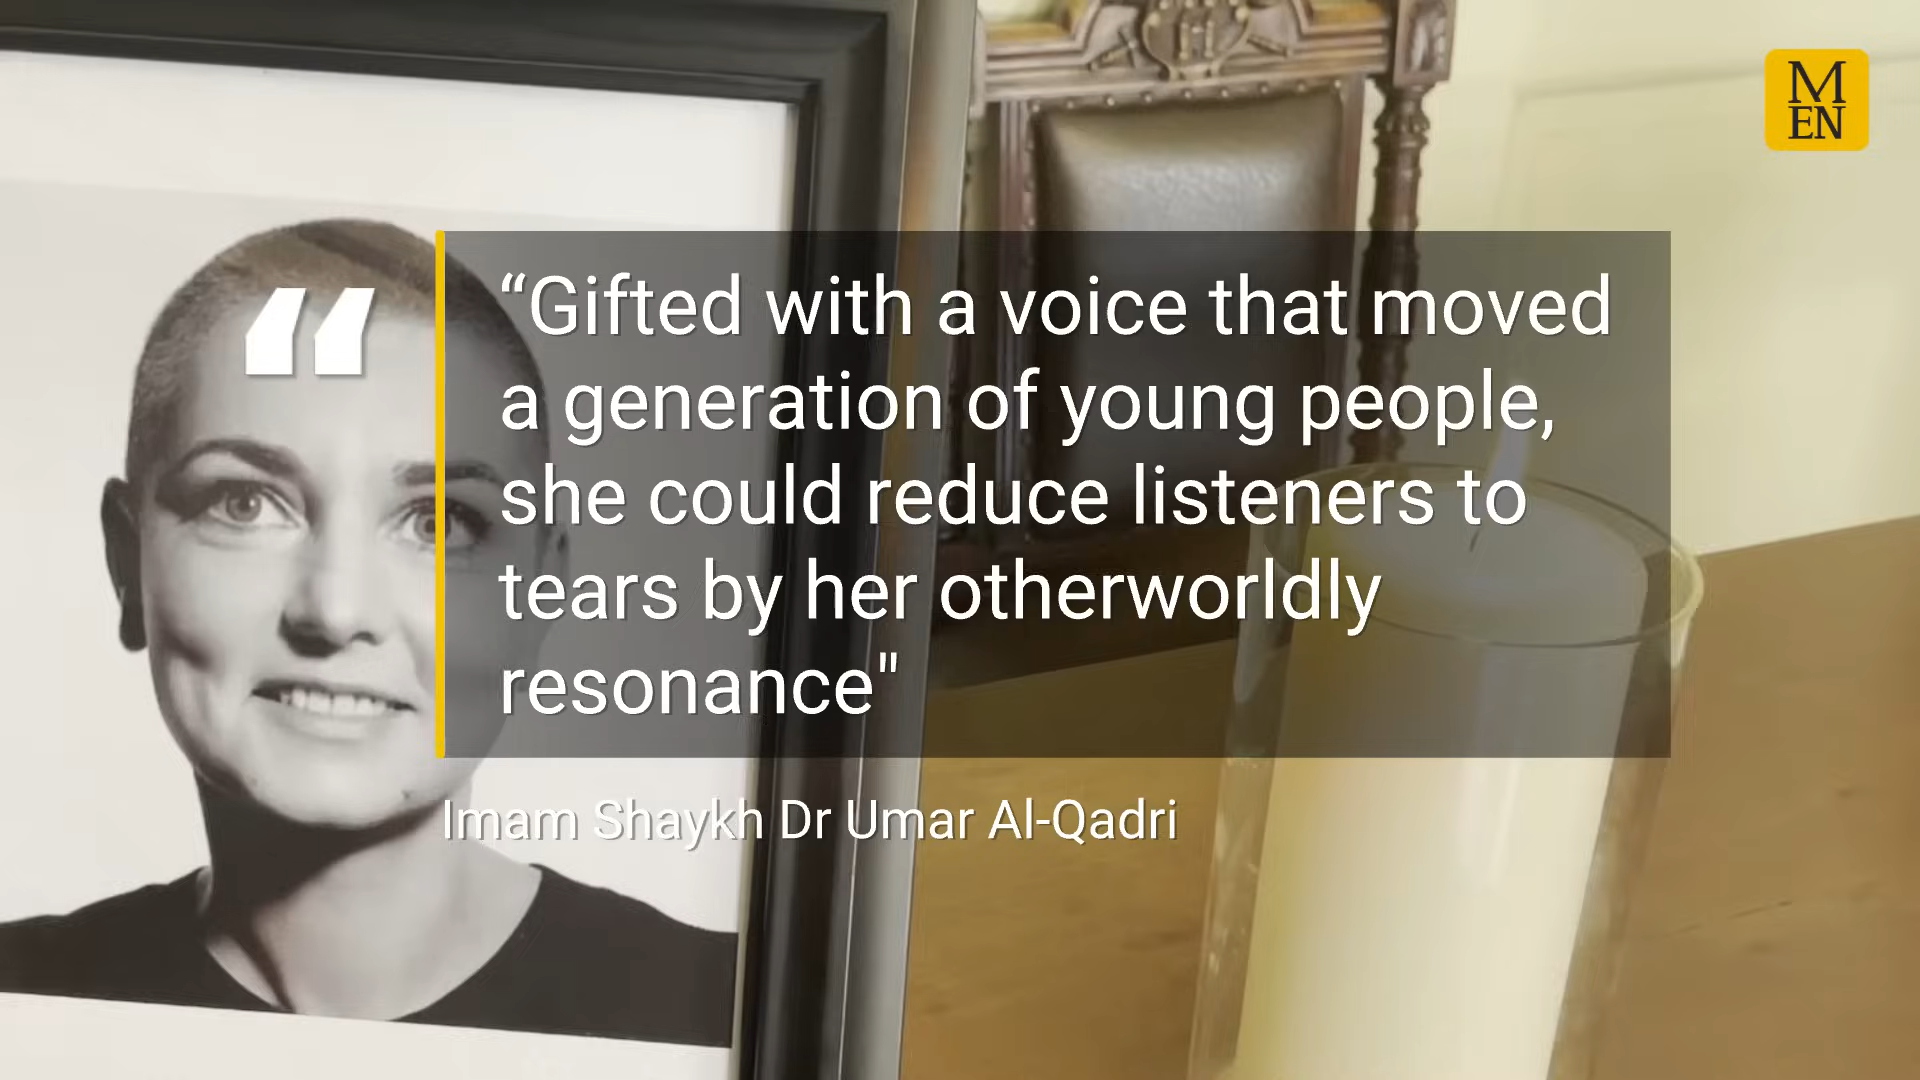 M
EN
“Gifted with a voice that moved
a generation of young people,
she could reduce listeners to
tears by her otherworldly
resonance"
Imam Shaykh Dr Umar Al-Qadri